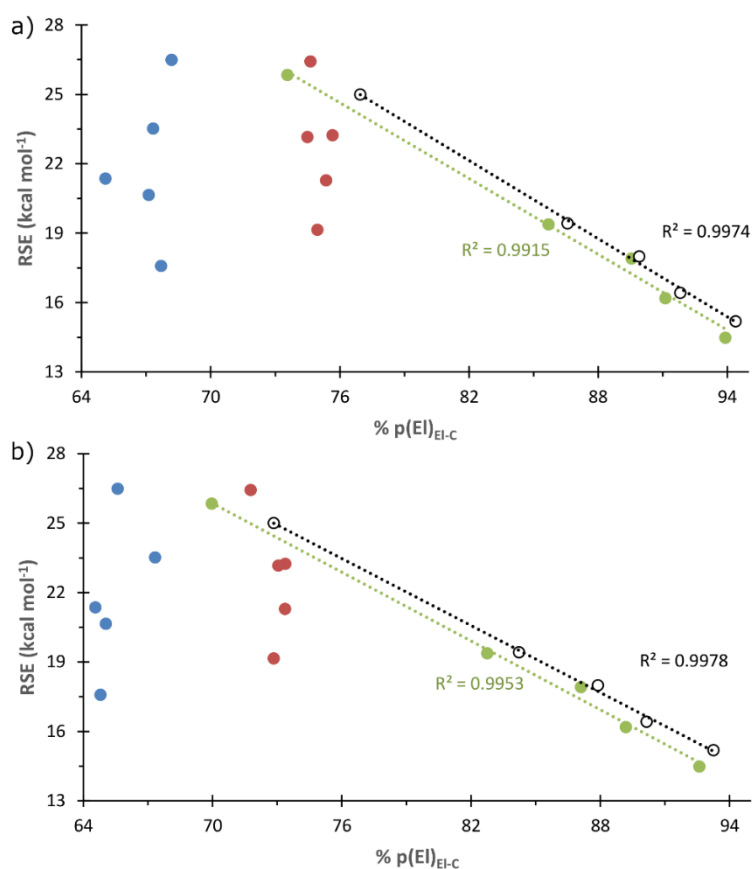 a)
28
25
22
19
16
13
RSE (kcal mol⁻¹)
R² = 0.9915
R² = 0.9974
64 70 76 82 88 94
% p(El)El-C
b)
28
25
22
19
16
13
RSE (kcal mol⁻¹)
R² = 0.9953
R² = 0.9978
64 70 76 82 88 94
% p(El)El-C